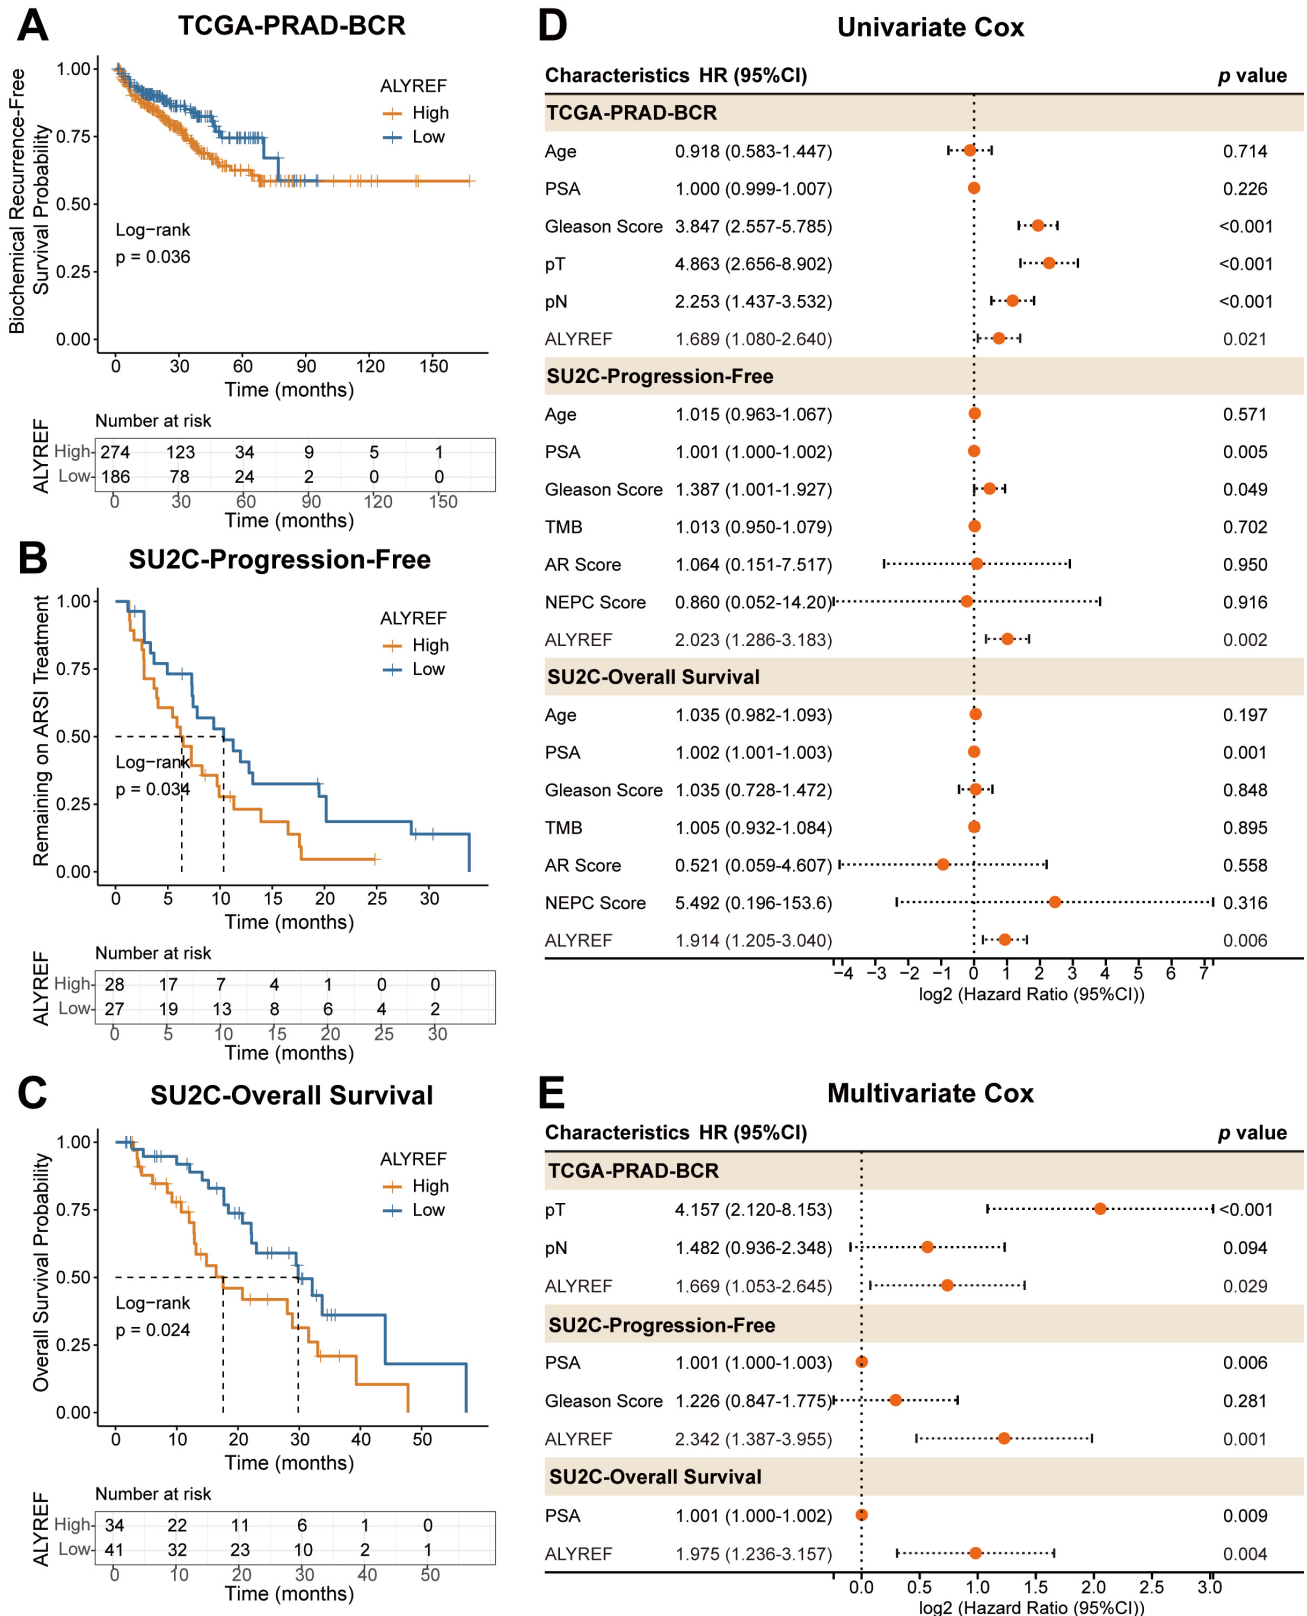 A
TCGA-PRAD-BCR
Biochemical Recurrence-Free
Survival Probability
1.00
0.75
0.50
0.25
0.00
ALYREF
High
Low
Log-rank
p = 0.036
0 30 60 90 120 150
Time (months)
Number at risk
ALYREF
High 274 123 34 9 5 1
Low 186 78 24 2 0 0
0 30 60 90 120 150
Time (months)
B
SU2C-Progression-Free
Remaining on ARSI Treatment
1.00
0.75
0.50
0.25
0.00
ALYREF
High
Low
Log-rank
p = 0.034
0 5 10 15 20 25 30
Time (months)
Number at risk
ALYREF
High 28 17 7 4 1 0 0
Low 27 19 13 8 6 4 2
0 5 10 15 20 25 30
Time (months)
C
SU2C-Overall Survival
Overall Survival Probability
1.00
0.75
0.50
0.25
0.00
ALYREF
High
Low
Log-rank
p = 0.024
0 10 20 30 40 50
Time (months)
Number at risk
ALYREF
High 34 22 11 6 1 0
Low 41 32 23 10 2 1
0 10 20 30 40 50
Time (months)
D
Univariate Cox
Characteristics HR (95%CI) p value
TCGA-PRAD-BCR
Age 0.918 (0.583-1.447) 0.714
PSA 1.000 (0.999-1.007) 0.226
Gleason Score 3.847 (2.557-5.785) <0.001
pT 4.863 (2.656-8.902) <0.001
pN 2.253 (1.437-3.532) <0.001
ALYREF 1.689 (1.080-2.640) 0.021
SU2C-Progression-Free
Age 1.015 (0.963-1.067) 0.571
PSA 1.001 (1.000-1.002) 0.005
Gleason Score 1.387 (1.001-1.927) 0.049
TMB 1.013 (0.950-1.079) 0.702
AR Score 1.064 (0.151-7.517) 0.950
NEPC Score 0.860 (0.052-14.20) 0.916
ALYREF 2.023 (1.286-3.183) 0.002
SU2C-Overall Survival
Age 1.035 (0.982-1.093) 0.197
PSA 1.002 (1.001-1.003) 0.001
Gleason Score 1.035 (0.728-1.472) 0.848
TMB 1.005 (0.932-1.084) 0.895
AR Score 0.521 (0.059-4.607) 0.558
NEPC Score 5.492 (0.196-153.6) 0.316
ALYREF 1.914 (1.205-3.040) 0.006
−4 −3 −2 −1 0 1 2 3 4 5 6 7
log2 (Hazard Ratio (95%CI))
E
Multivariate Cox
Characteristics HR (95%CI) p value
TCGA-PRAD-BCR
pT 4.157 (2.120-8.153) <0.001
pN 1.482 (0.936-2.348) 0.094
ALYREF 1.669 (1.053-2.645) 0.029
SU2C-Progression-Free
PSA 1.001 (1.000-1.003) 0.006
Gleason Score 1.226 (0.847-1.775) 0.281
ALYREF 2.342 (1.387-3.955) 0.001
SU2C-Overall Survival
PSA 1.001 (1.000-1.002) 0.009
ALYREF 1.975 (1.236-3.157) 0.004
0.0 0.5 1.0 1.5 2.0 2.5 3.0
log2 (Hazard Ratio (95%CI))